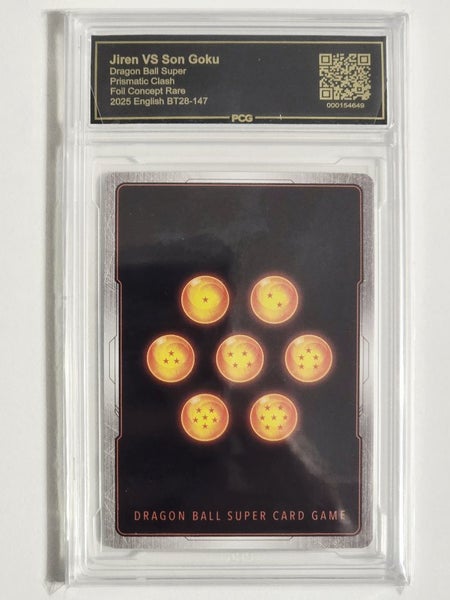 Jiren VS Son Goku
Dragon Ball Super
Prismatic Clash
Foil Concept Rare
2025 English BT28-147
000154649
PCG
DRAGON BALL SUPER CARD GAME